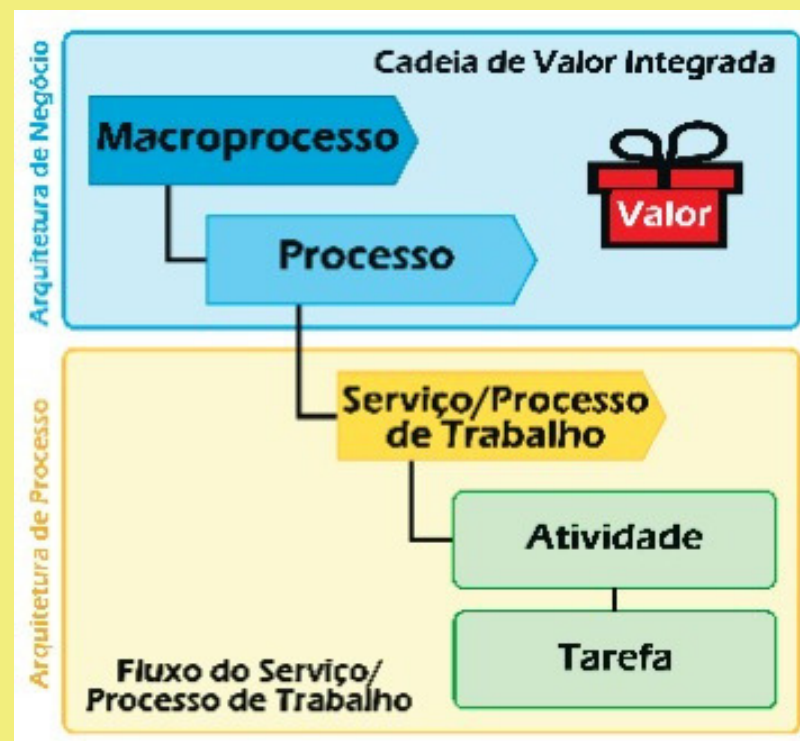 Arquitetura de Negócio
Cadeia de Valor Integrada
Macroprocesso
Valor
Processo
Arquitetura de Processo
Serviço/Processo
de Trabalho
Atividade
Tarefa
Fluxo do Serviço/
Processo de Trabalho